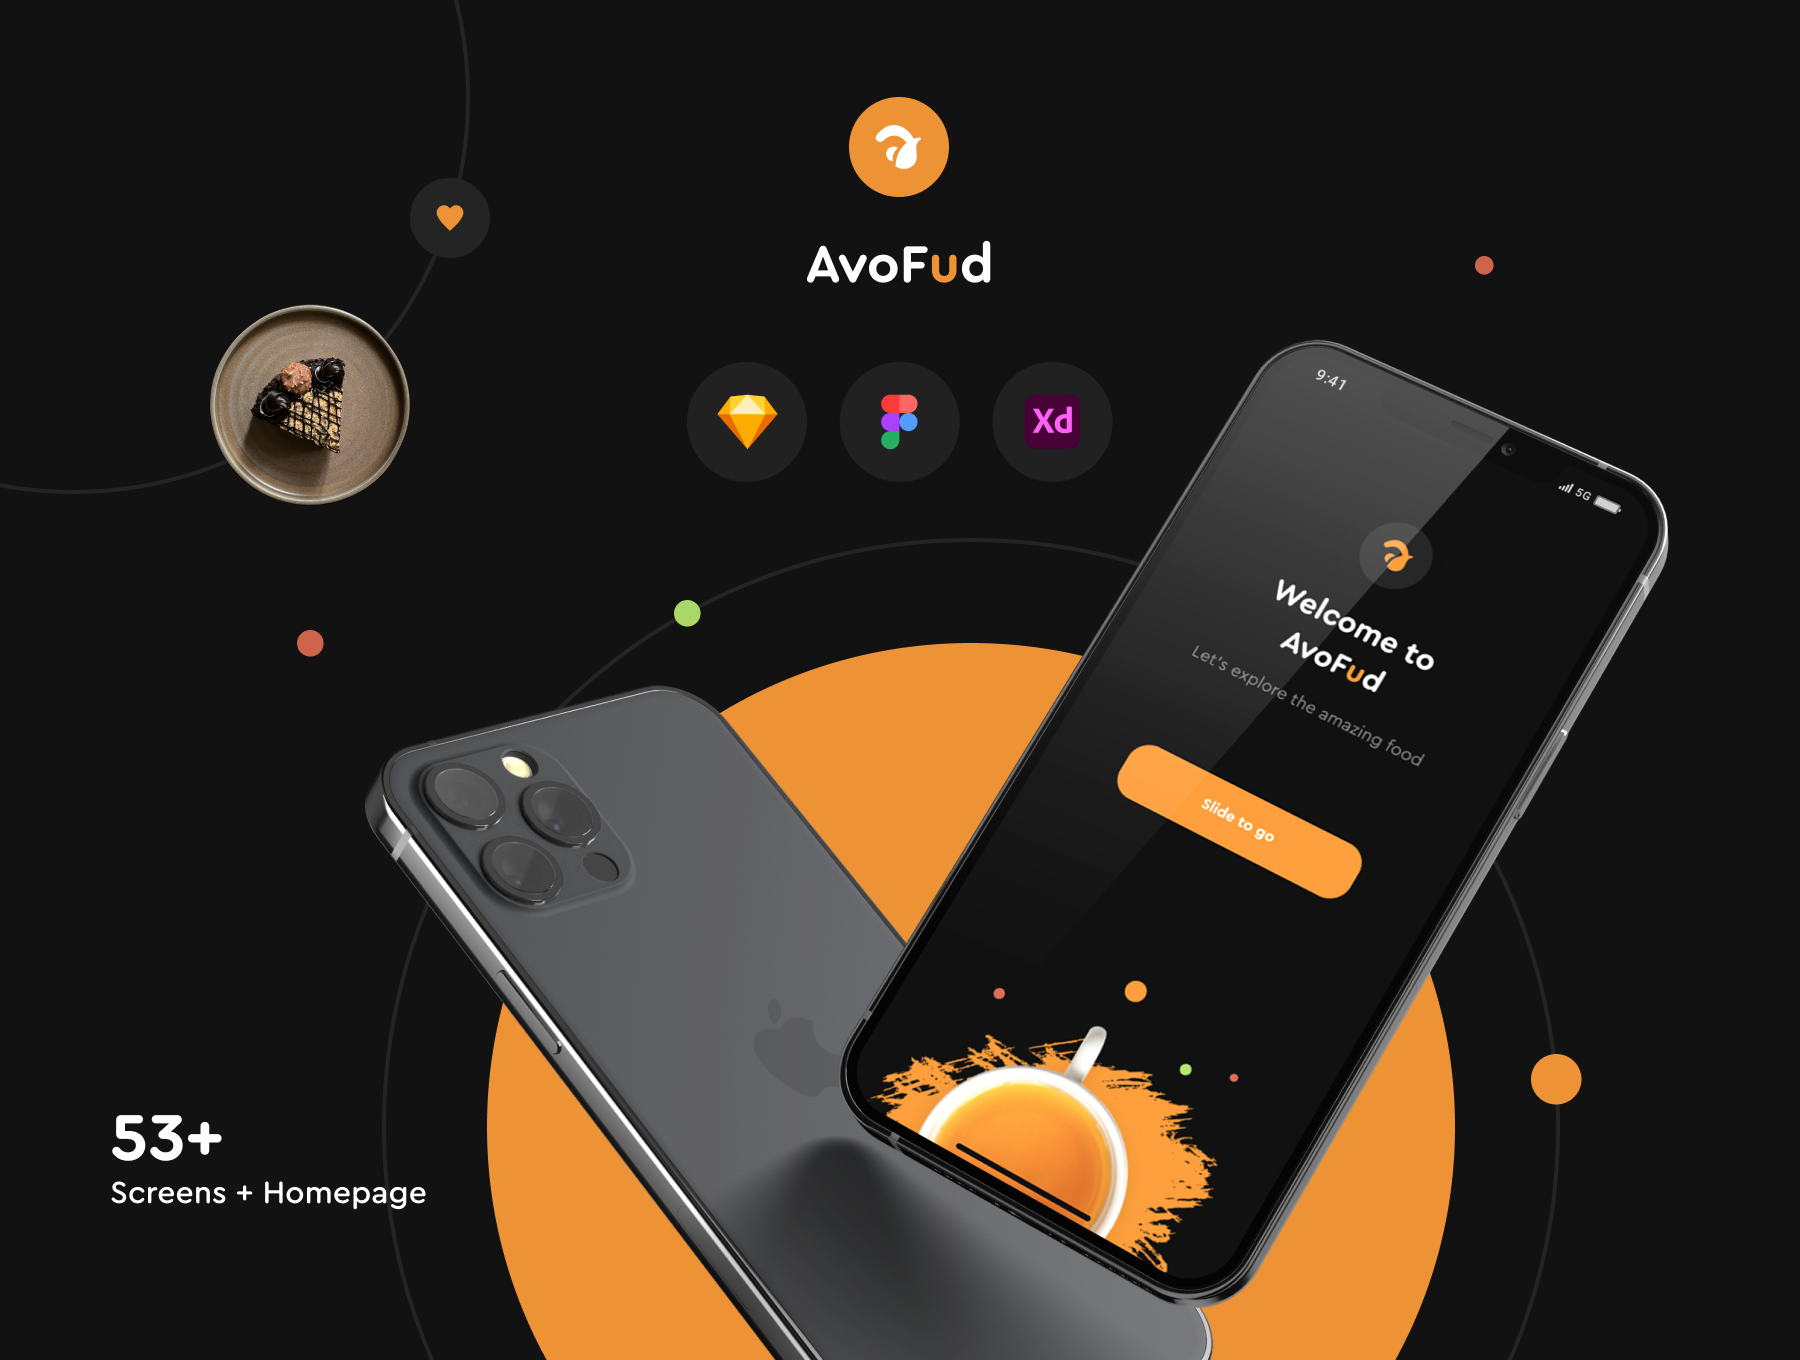 AvoFud
Xd
9:41
5G
Welcome to
AvoFud
Let's explore the amazing food
Slide to go
53+
Screens + Homepage